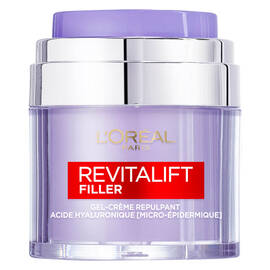 L'ORÉAL
REVITALIFT
FILLER
GEL-CRÈME REPULPANT
ACIDE HYALURONIQUE [MICRO-ÉPIDERMIQUE]